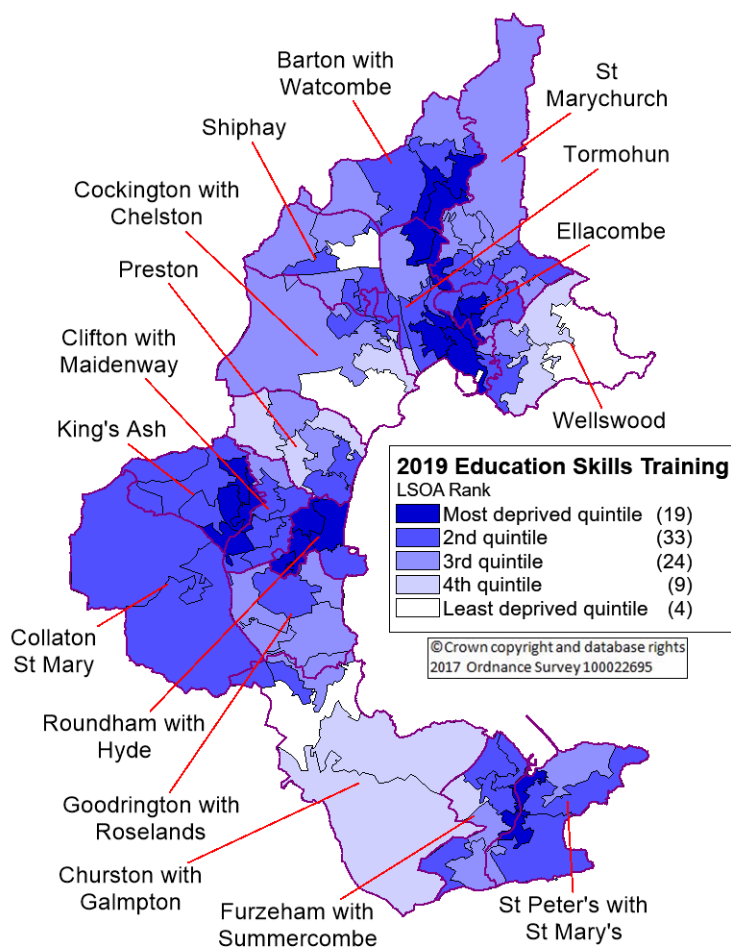 Barton with
Watcombe
St
Marychurch
Shiphay
Tormohun
Cockington with
Chelston
Ellacombe
Preston
Clifton with
Maidenway
Wellswood
King's Ash
2019 Education Skills Training
LSOA Rank
Most deprived quintile (19)
2nd quintile (33)
3rd quintile (24)
4th quintile (9)
Least deprived quintile (4)
©Crown copyright and database rights
2017 Ordnance Survey 100022695
Collaton
St Mary
Roundham with
Hyde
Goodrington with
Roselands
Churston with
Galmpton
Furzeham with
Summercombe
St Peter's with
St Mary's